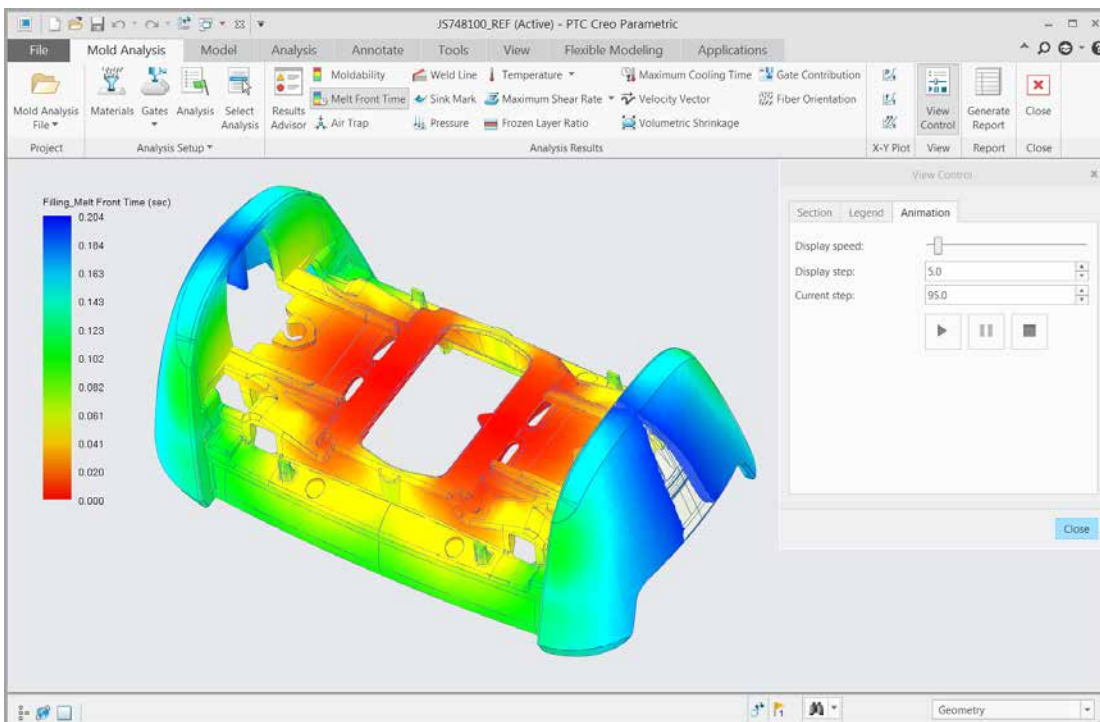 JS748100_REF (Active) - PTC Creo Parametric
File Mold Analysis Model Analysis Annotate Tools View Flexible Modeling Applications
Mold Analysis File
Materials
Gates
Analysis
Select Analysis
Results Advisor
Moldability
Melt Front Time
Air Trap
Weld Line
Sink Mark
Pressure
Temperature
Maximum Shear Rate
Frozen Layer Ratio
Maximum Cooling Time
Velocity Vector
Volumetric Shrinkage
Gate Contribution
Fiber Orientation
View Control
Generate Report
Close
Project Analysis Setup Analysis Results X-Y Plot View Report Close
Filling_Melt Front Time (sec)
0.204
0.184
0.163
0.143
0.123
0.102
0.082
0.061
0.041
0.020
0.000
View Control
Section Legend Animation
Display speed:
Display step: 5.0
Current step: 95.0
Close
Geometry